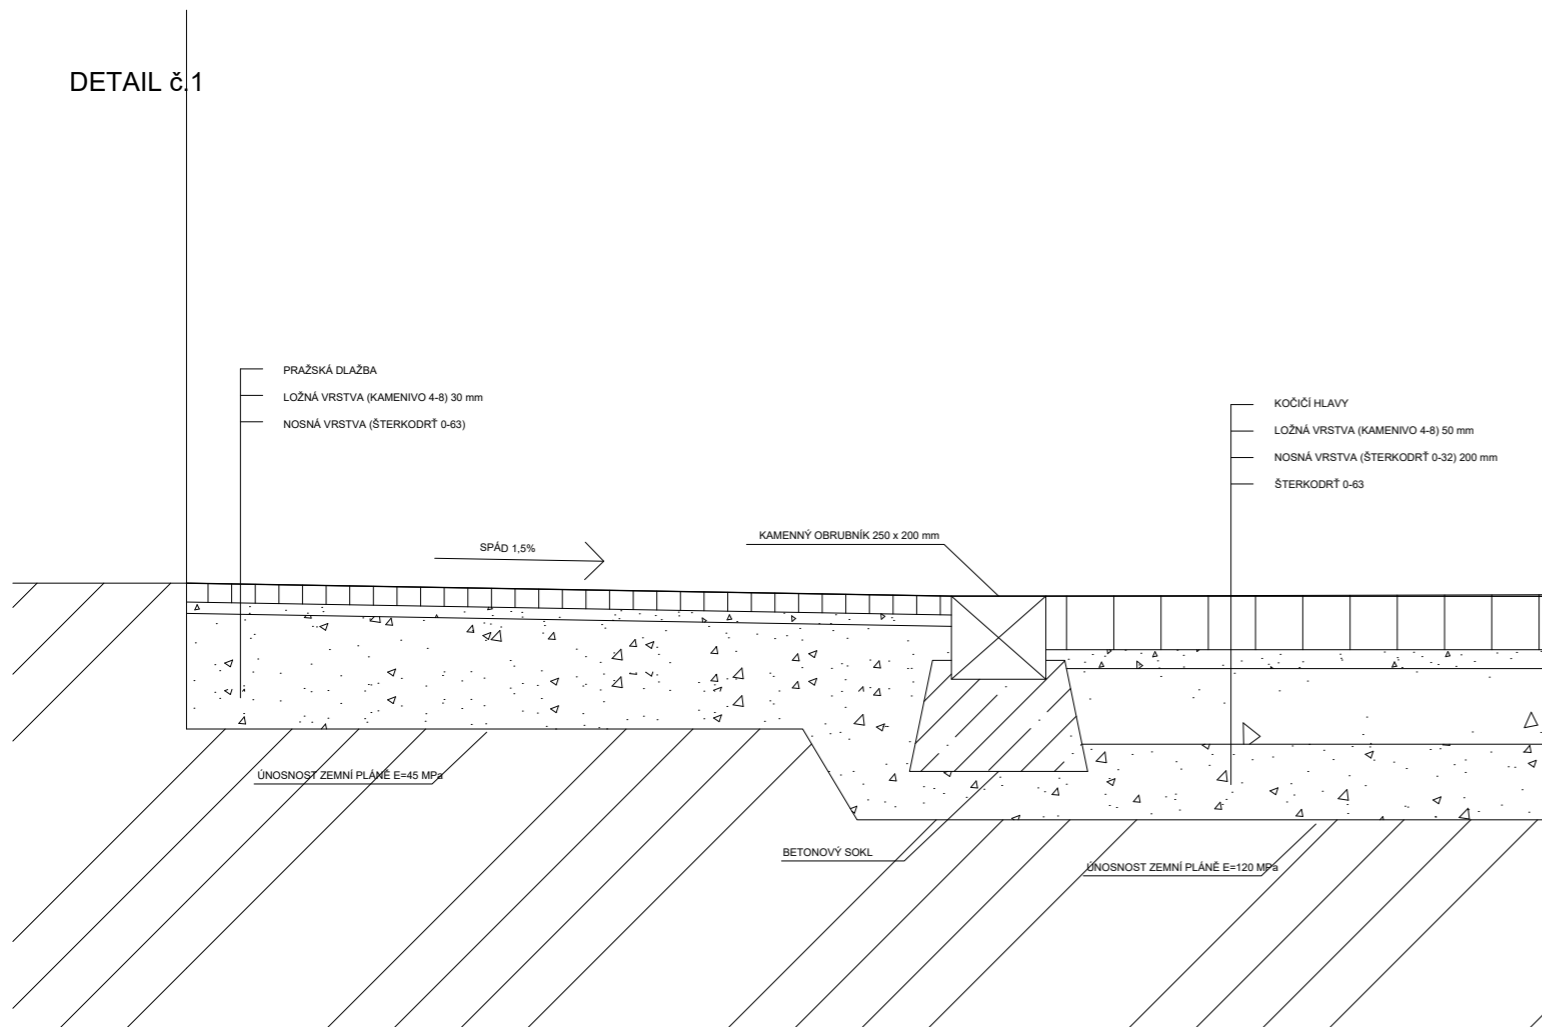 DETAIL č.1
PRAŽSKÁ DLAŽBA
LOŽNÁ VRSTVA (KAMENIVO 4-8) 30 mm
NOSNÁ VRSTVA (ŠTERKODRŤ 0-63)
KOČIČÍ HLAVY
LOŽNÁ VRSTVA (KAMENIVO 4-8) 50 mm
NOSNÁ VRSTVA (ŠTERKODRŤ 0-32) 200 mm
ŠTERKODRŤ 0-63
SPÁD 1,5%
KAMENNÝ OBRUBNÍK 250 x 200 mm
ÚNOSNOST ZEMNÍ PLÁNĚ E=45 MPa
BETONOVÝ SOKL
ÚNOSNOST ZEMNÍ PLÁNĚ E=120 MPa